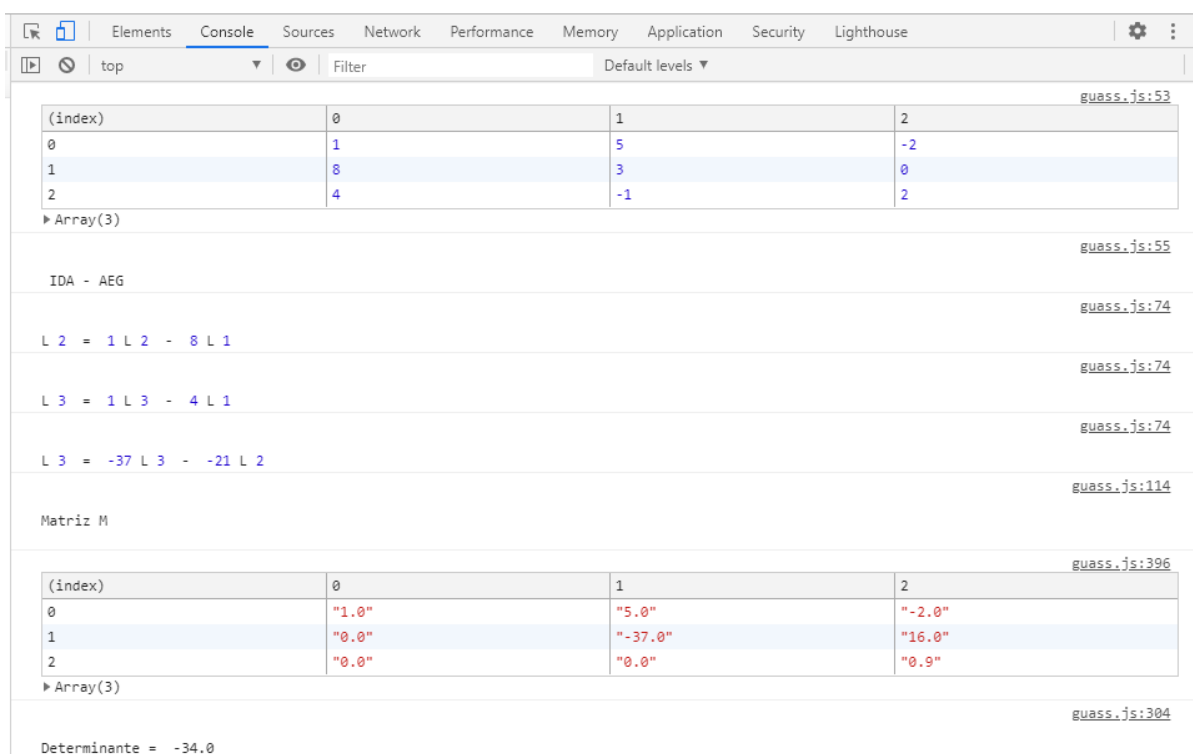 Elements Console Sources Network Performance Memory Application Security Lighthouse
top ▼ Filter Default levels ▼
guass.js:53
(index) 0 1 2
0 1 5 -2
1 8 3 0
2 4 -1 2
▶Array(3)
guass.js:55
IDA - AEG
guass.js:74
L 2 = 1 L 2 - 8 L 1
guass.js:74
L 3 = 1 L 3 - 4 L 1
guass.js:74
L 3 = -37 L 3 - -21 L 2
guass.js:114
Matriz M
guass.js:396
(index) 0 1 2
0 "1.0" "5.0" "-2.0"
1 "0.0" "-37.0" "16.0"
2 "0.0" "0.0" "0.9"
▶Array(3)
guass.js:304
Determinante = -34.0